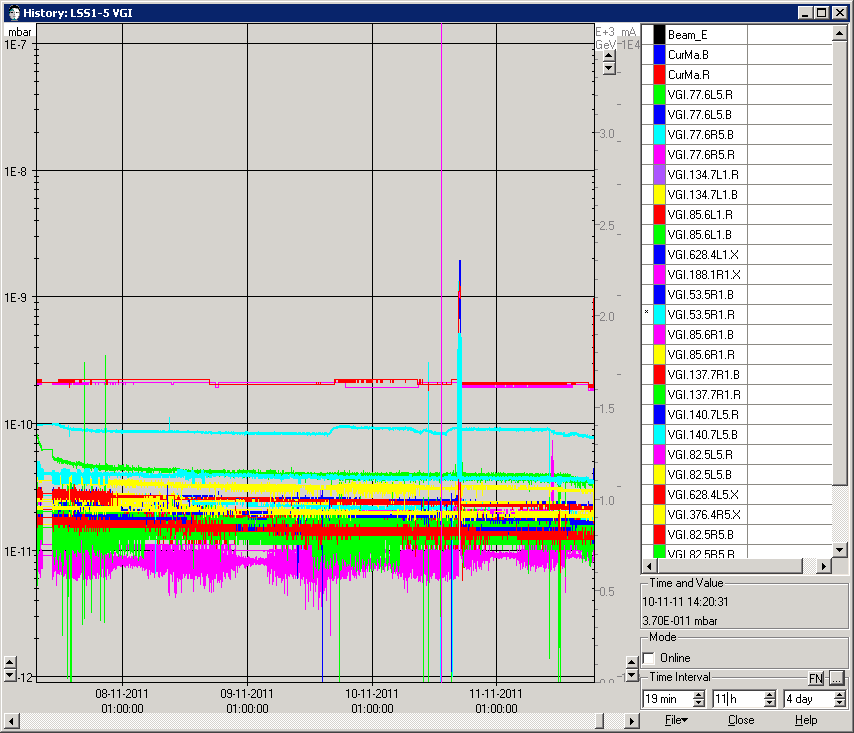 History: LSS1-5 VGI
mbar
E+3 mA
GeV 1E4
1E-7
1E-8
1E-9
1E-10
1E-11
-12
3.0
2.5
2.0
1.5
1.0
0.5
0.0
08-11-2011 09-11-2011 10-11-2011 11-11-2011
01:00:00 01:00:00 01:00:00 01:00:00
Beam_E
CurMa.B
CurMa.R
VGI.77.6L5.R
VGI.77.6L5.B
VGI.77.6R5.B
VGI.77.6R5.R
VGI.134.7L1.R
VGI.134.7L1.B
VGI.85.6L1.R
VGI.85.6L1.B
VGI.628.4L1.X
VGI.188.1R1.X
VGI.53.5R1.B
* VGI.53.5R1.R
VGI.85.6R1.B
VGI.85.6R1.R
VGI.137.7R1.B
VGI.137.7R1.R
VGI.140.7L5.R
VGI.140.7L5.B
VGI.82.5L5.R
VGI.82.5L5.B
VGI.628.4L5.X
VGI.376.4R5.X
VGI.82.5R5.B
VGI.82.5R5.R
Time and Value
10-11-11 14:20:31
3.70E-011 mbar
Mode
Online
Time Interval
FN ...
19 min 11 h 4 day
File Close Help